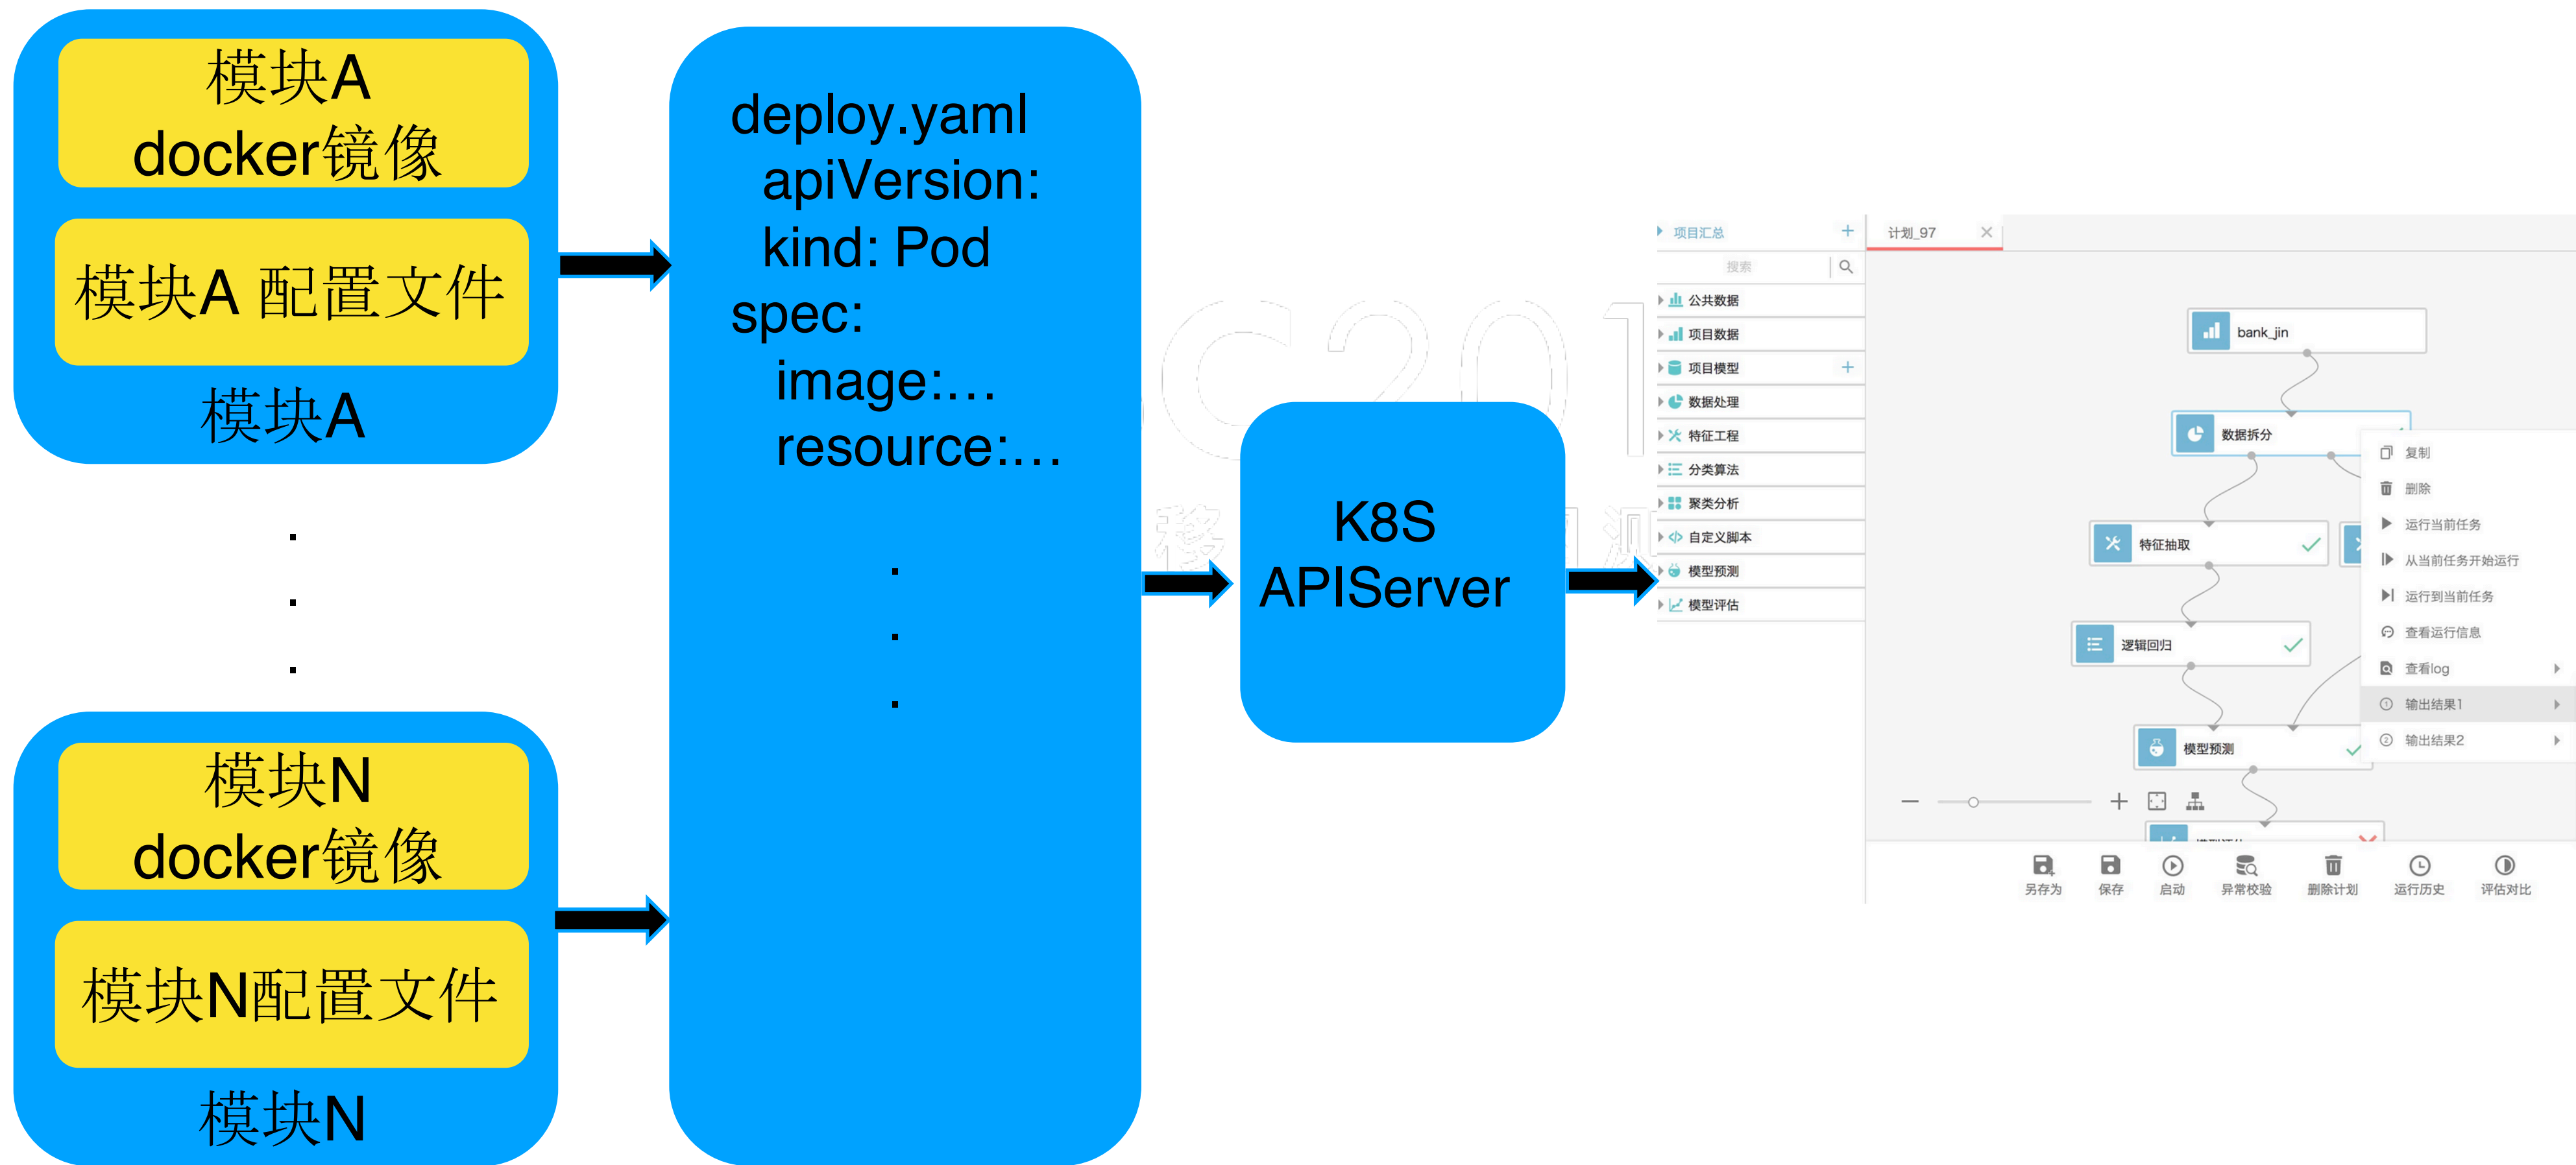 模块A
docker镜像
模块A 配置文件
模块A
.
.
.
模块N
docker镜像
模块N配置文件
模块N
deploy.yaml
apiVersion:
kind: Pod
spec:
image:…
resource:…
.
.
.
K8S
APIServer
项目汇总
搜索
公共数据
项目数据
项目模型
数据处理
特征工程
分类算法
聚类分析
自定义脚本
模型预测
模型评估
计划_97
bank_jin
数据拆分
特征抽取
逻辑回归
模型预测
复制
删除
运行当前任务
从当前任务开始运行
运行到当前任务
查看运行信息
查看log
1 输出结果1
2 输出结果2
另存为
保存
启动
异常校验
删除计划
运行历史
评估对比